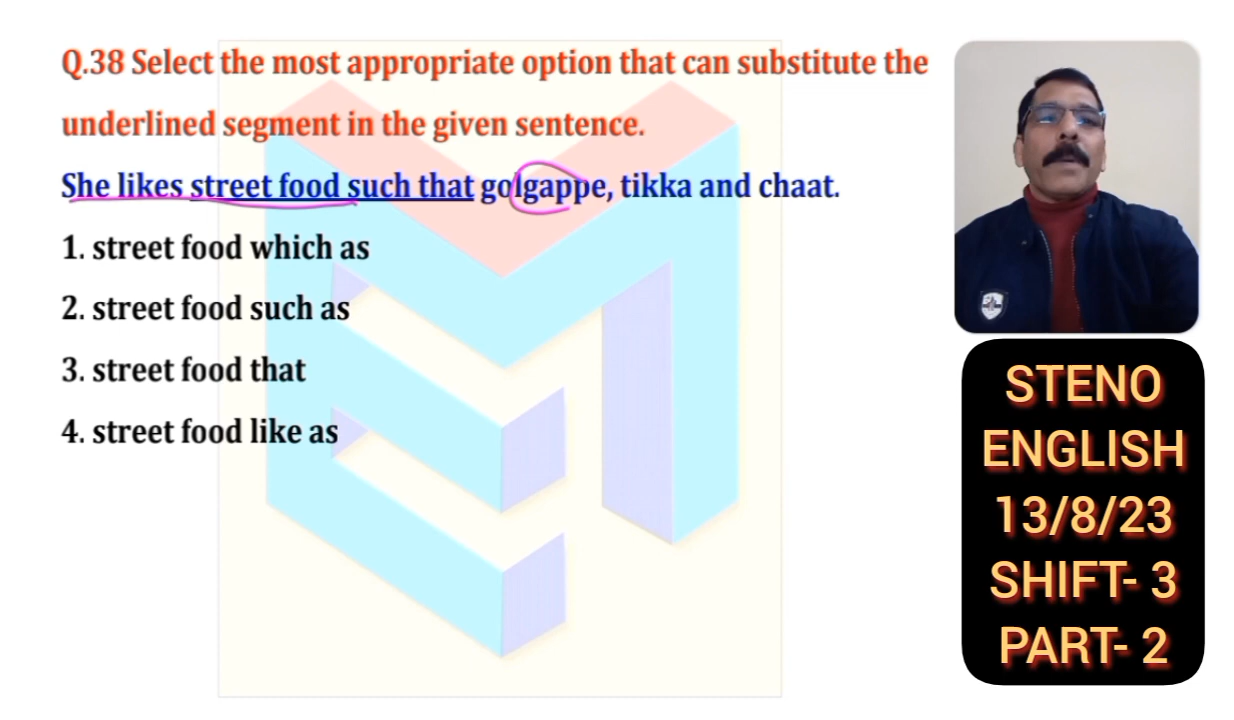 Q.38 Select the most appropriate option that can substitute the
underlined segment in the given sentence.
She likes street food such that golgappe, tikka and chaat.
1. street food which as
2. street food such as
3. street food that
4. street food like as
STENO
ENGLISH
13/8/23
SHIFT- 3
PART- 2